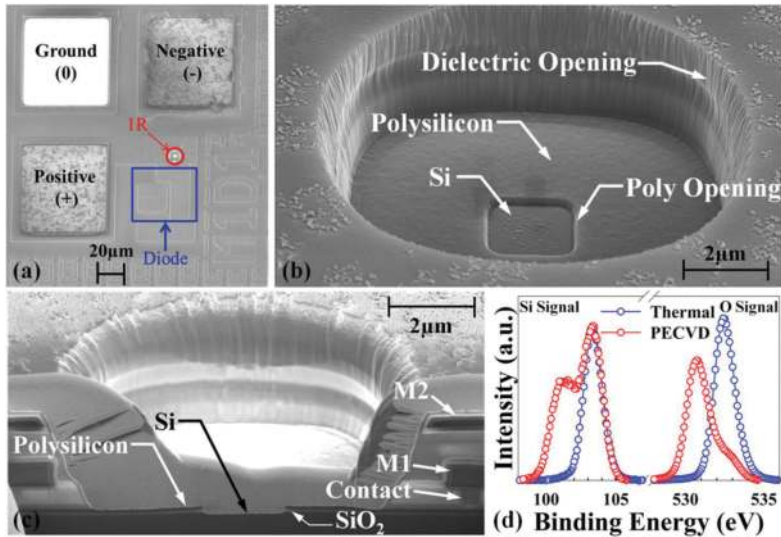 Ground
(0)
Negative
(-)
1R
Positive
(+)
20μm
Diode
(a)
Dielectric Opening
Polysilicon
Si
Poly Opening
2μm
(b)
2μm
M2
Si
Polysilicon
M1
Contact
SiO₂
(c)
Si Signal
O Signal
Thermal
PECVD
Intensity (a.u.)
100 105 530 535
Binding Energy (eV)
(d)